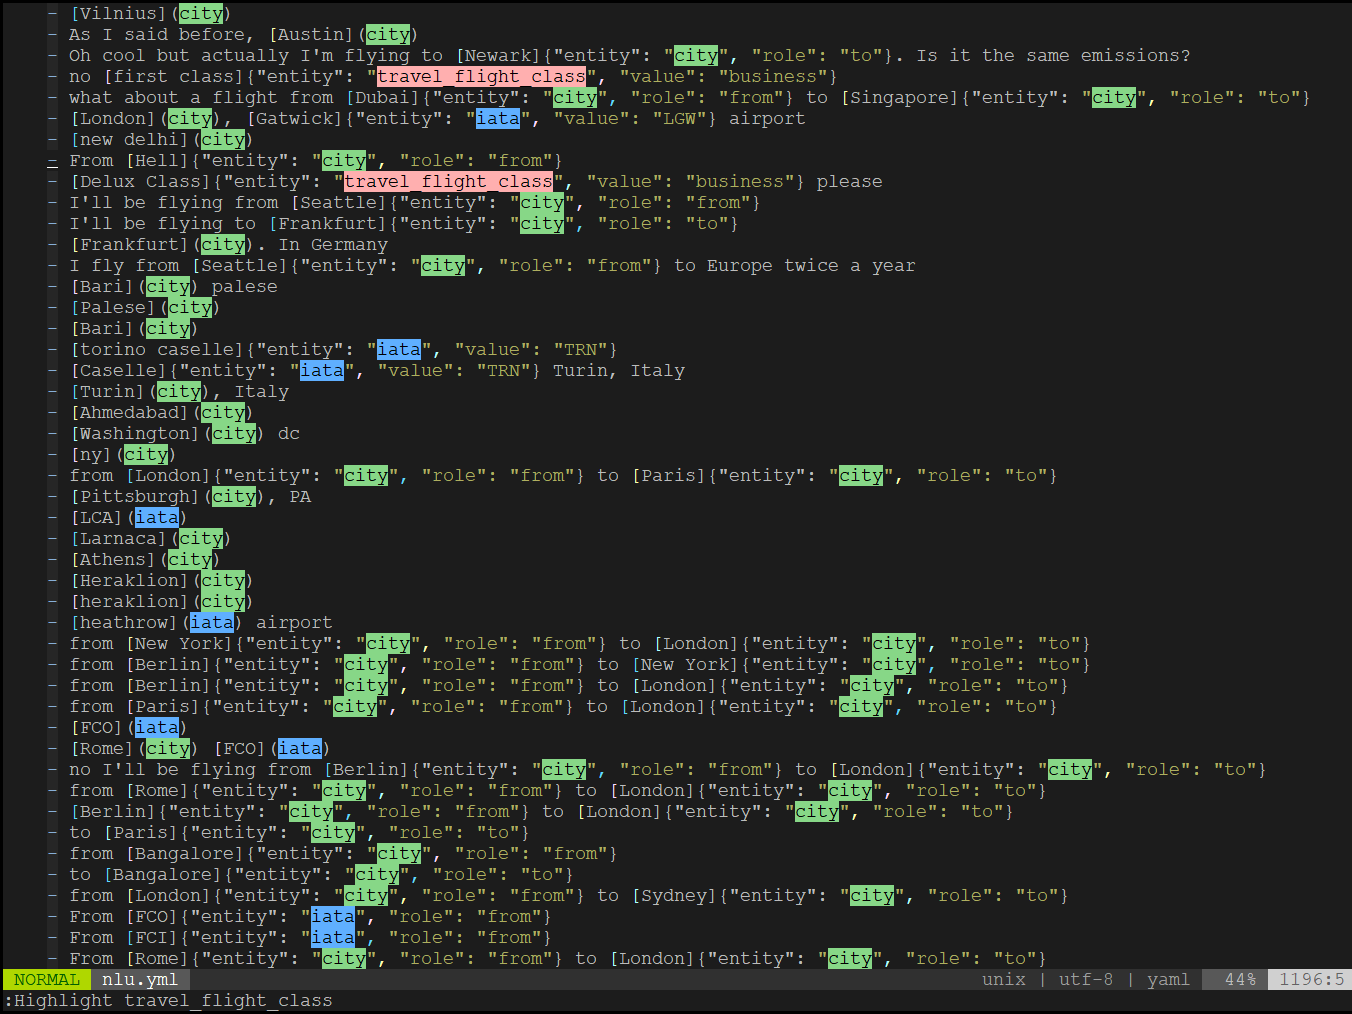 - [Vilnius](city)
- As I said before, [Austin](city)
- Oh cool but actually I'm flying to [Newark]{"entity": "city", "role": "to"}. Is it the same emissions?
- no [first class]{"entity": "travel_flight_class", "value": "business"}
- what about a flight from [Dubai]{"entity": "city", "role": "from"} to [Singapore]{"entity": "city", "role": "to"}
- [London](city), [Gatwick]{"entity": "iata", "value": "LGW"} airport
- [new delhi](city)
- From [Hell]{"entity": "city", "role": "from"}
- [Delux Class]{"entity": "travel_flight_class", "value": "business"} please
- I'll be flying from [Seattle]{"entity": "city", "role": "from"}
- I'll be flying to [Frankfurt]{"entity": "city", "role": "to"}
- [Frankfurt](city). In Germany
- I fly from [Seattle]{"entity": "city", "role": "from"} to Europe twice a year
- [Bari](city) palese
- [Palese](city)
- [Bari](city)
- [torino caselle]{"entity": "iata", "value": "TRN"}
- [Caselle]{"entity": "iata", "value": "TRN"} Turin, Italy
- [Turin](city), Italy
- [Ahmedabad](city)
- [Washington](city) dc
- [ny](city)
- from [London]{"entity": "city", "role": "from"} to [Paris]{"entity": "city", "role": "to"}
- [Pittsburgh](city), PA
- [LCA](iata)
- [Larnaca](city)
- [Athens](city)
- [Heraklion](city)
- [heraklion](city)
- [heathrow](iata) airport
- from [New York]{"entity": "city", "role": "from"} to [London]{"entity": "city", "role": "to"}
- from [Berlin]{"entity": "city", "role": "from"} to [New York]{"entity": "city", "role": "to"}
- from [Berlin]{"entity": "city", "role": "from"} to [London]{"entity": "city", "role": "to"}
- from [Paris]{"entity": "city", "role": "from"} to [London]{"entity": "city", "role": "to"}
- [FCO](iata)
- [Rome](city) [FCO](iata)
- no I'll be flying from [Berlin]{"entity": "city", "role": "from"} to [London]{"entity": "city", "role": "to"}
- from [Rome]{"entity": "city", "role": "from"} to [London]{"entity": "city", "role": "to"}
- [Berlin]{"entity": "city", "role": "from"} to [London]{"entity": "city", "role": "to"}
- to [Paris]{"entity": "city", "role": "to"}
- from [Bangalore]{"entity": "city", "role": "from"}
- to [Bangalore]{"entity": "city", "role": "to"}
- from [London]{"entity": "city", "role": "from"} to [Sydney]{"entity": "city", "role": "to"}
- From [FCO]{"entity": "iata", "role": "from"}
- From [FCI]{"entity": "iata", "role": "from"}
- From [Rome]{"entity": "city", "role": "from"} to [London]{"entity": "city", "role": "to"}
NORMAL nlu.yml unix | utf-8 | yaml 44% 1196:5
:Highlight travel_flight_class